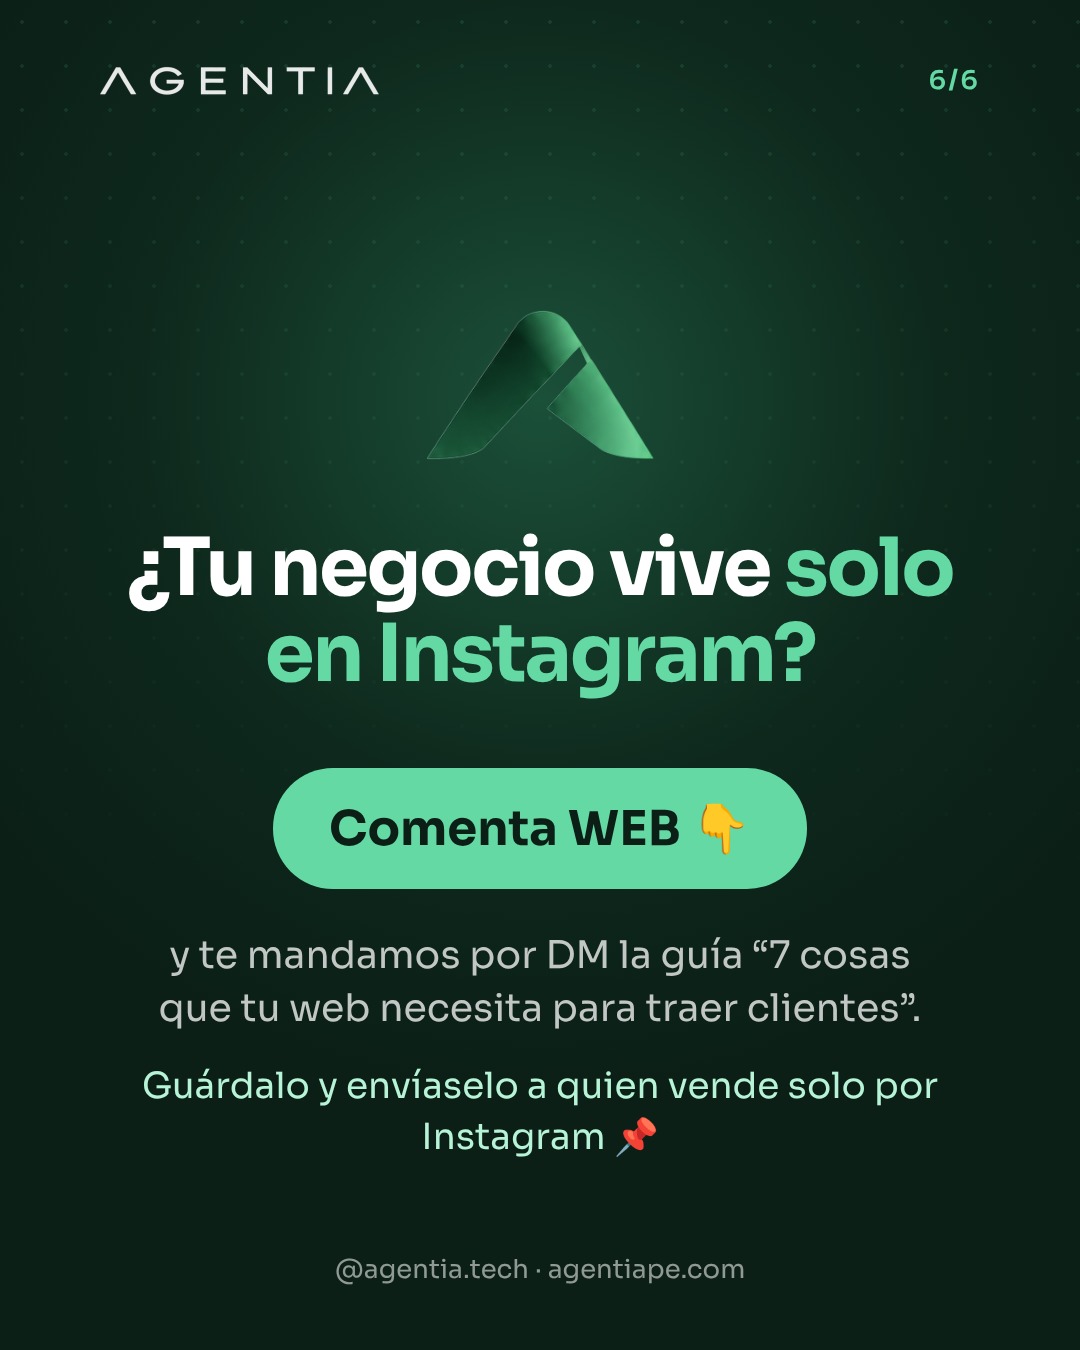 AGENTIA
6/6
¿Tu negocio vive solo
en Instagram?
Comenta WEB 👇
y te mandamos por DM la guía “7 cosas
que tu web necesita para traer clientes”.
Guárdalo y envíaselo a quien vende solo por
Instagram 📌
@agentia.tech · agentiape.com